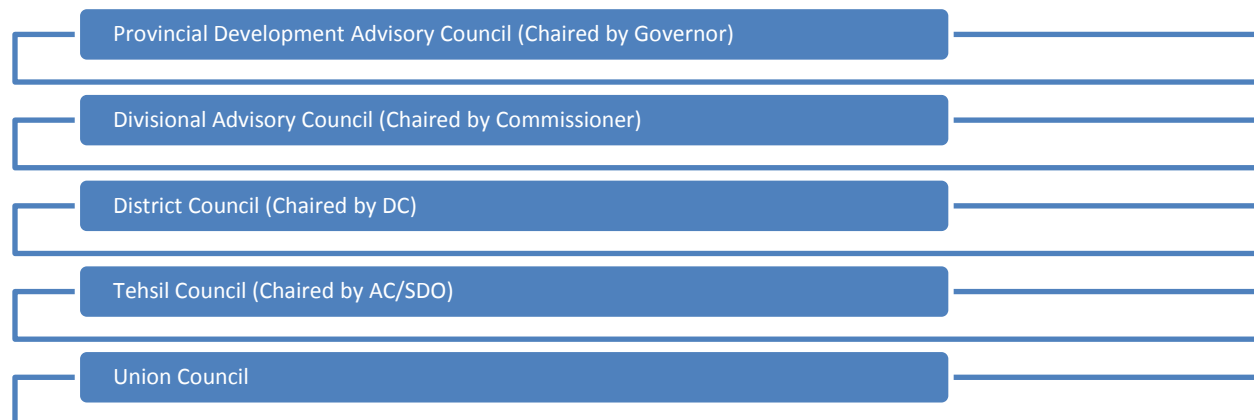 Provincial Development Advisory Council (Chaired by Governor)
Divisional Advisory Council (Chaired by Commissioner)
District Council (Chaired by DC)
Tehsil Council (Chaired by AC/SDO)
Union Council